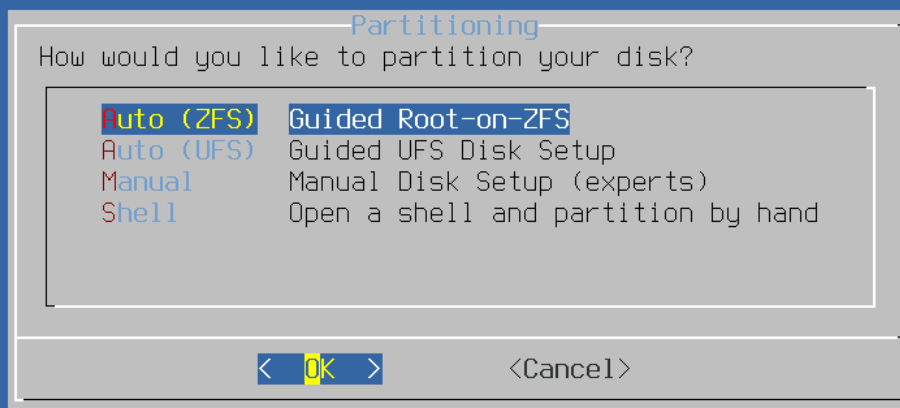 Partitioning
How would you like to partition your disk?
Auto (ZFS) Guided Root-on-ZFS
Auto (UFS) Guided UFS Disk Setup
Manual Manual Disk Setup (experts)
Shell Open a shell and partition by hand
< OK > <Cancel>